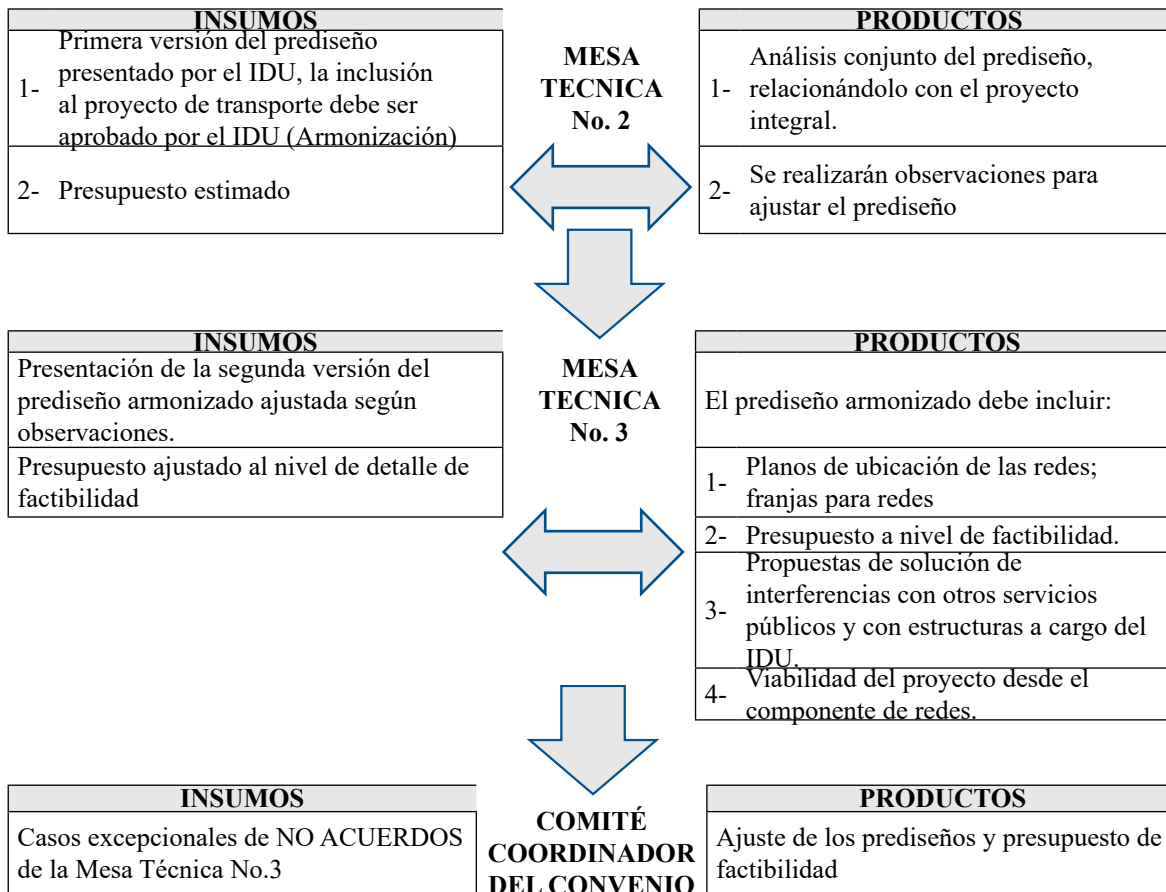 INSUMOS
1- Primera versión del prediseño
presentado por el IDU, la inclusión
al proyecto de transporte debe ser
aprobado por el IDU (Armonización)
2- Presupuesto estimado
MESA
TECNICA
No. 2
PRODUCTOS
1- Análisis conjunto del prediseño,
relacionándolo con el proyecto
integral.
2- Se realizarán observaciones para
ajustar el prediseño
INSUMOS
Presentación de la segunda versión del
prediseño armonizado ajustada según
observaciones.
Presupuesto ajustado al nivel de detalle de
factibilidad
MESA
TECNICA
No. 3
PRODUCTOS
El prediseño armonizado debe incluir:
1- Planos de ubicación de las redes;
franjas para redes
2- Presupuesto a nivel de factibilidad.
3- Propuestas de solución de
interferencias con otros servicios
públicos y con estructuras a cargo del
IDU.
4- Viabilidad del proyecto desde el
componente de redes.
INSUMOS
Casos excepcionales de NO ACUERDOS
de la Mesa Técnica No.3
COMITÉ
COORDINADOR
DEL CONVENIO
PRODUCTOS
Ajuste de los prediseños y presupuesto de
factibilidad